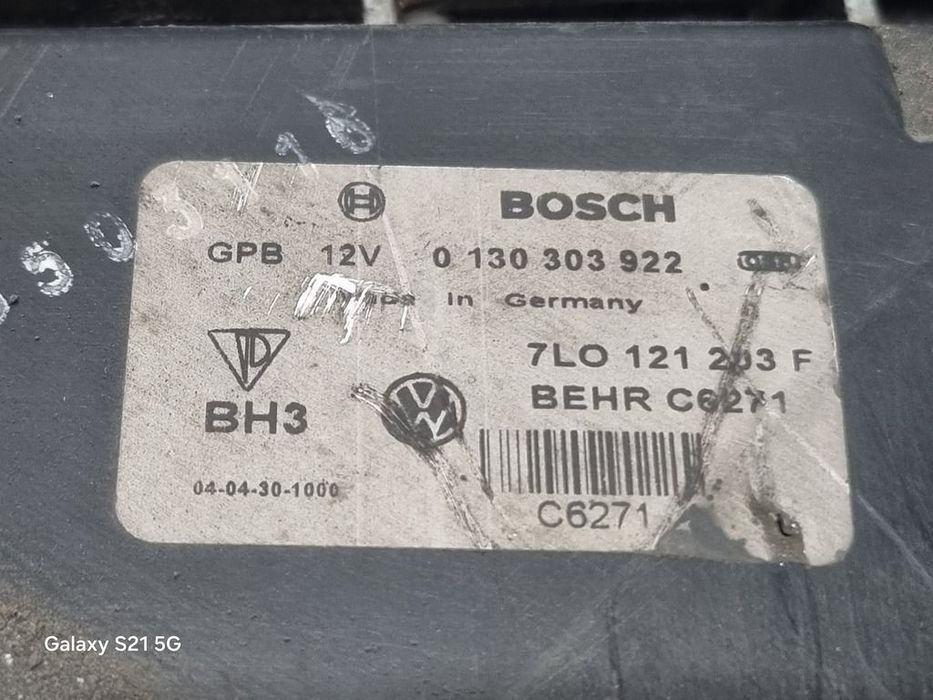 BOSCH
GPB 12V 0 130 303 922
Made in Germany
7LO 121 203 F
BEHR C6271
BH3
04-04-30-1000
C6271
Galaxy S21 5G